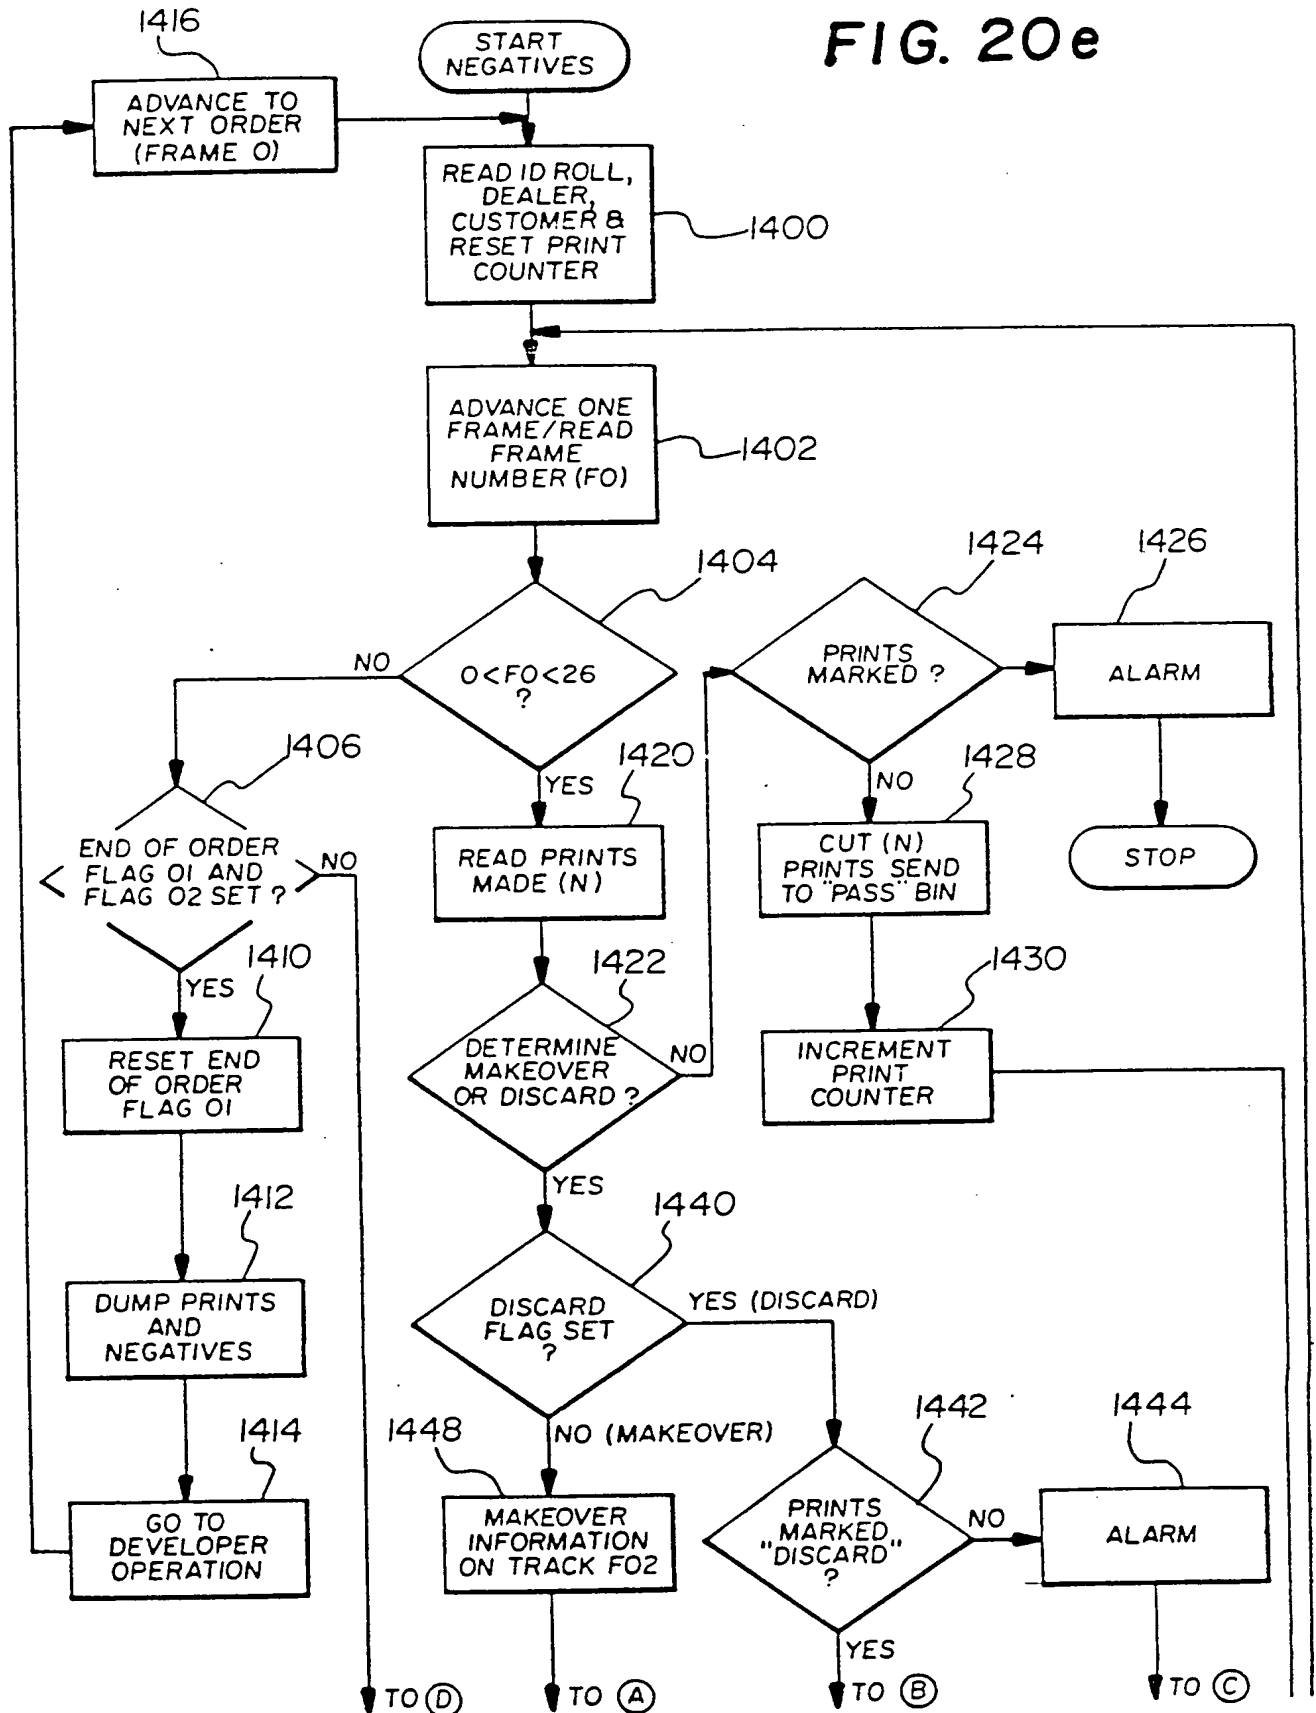 FIG. 20e
1416
START
NEGATIVES
ADVANCE TO
NEXT ORDER
(FRAME 0)
READ ID ROLL,
DEALER,
CUSTOMER &
RESET PRINT
COUNTER
1400
ADVANCE ONE
FRAME/READ
FRAME
NUMBER (FO)
1402
1404
O<FO<26
?
NO
YES
1424
PRINTS
MARKED ?
NO
1426
ALARM
STOP
1406
END OF ORDER
FLAG 01 AND
FLAG 02 SET ?
NO
YES
1420
READ PRINTS
MADE (N)
1428
CUT (N)
PRINTS SEND
TO "PASS" BIN
1410
RESET END
OF ORDER
FLAG 01
1422
DETERMINE
MAKEOVER
OR DISCARD ?
NO
YES
1430
INCREMENT
PRINT
COUNTER
1412
DUMP PRINTS
AND
NEGATIVES
1440
DISCARD
FLAG SET
?
YES (DISCARD)
NO (MAKEOVER)
1414
GO TO
DEVELOPER
OPERATION
1448
MAKEOVER
INFORMATION
ON TRACK FO2
1442
PRINTS
MARKED
"DISCARD"
?
NO
YES
1444
ALARM
TO D
TO A
TO B
TO C